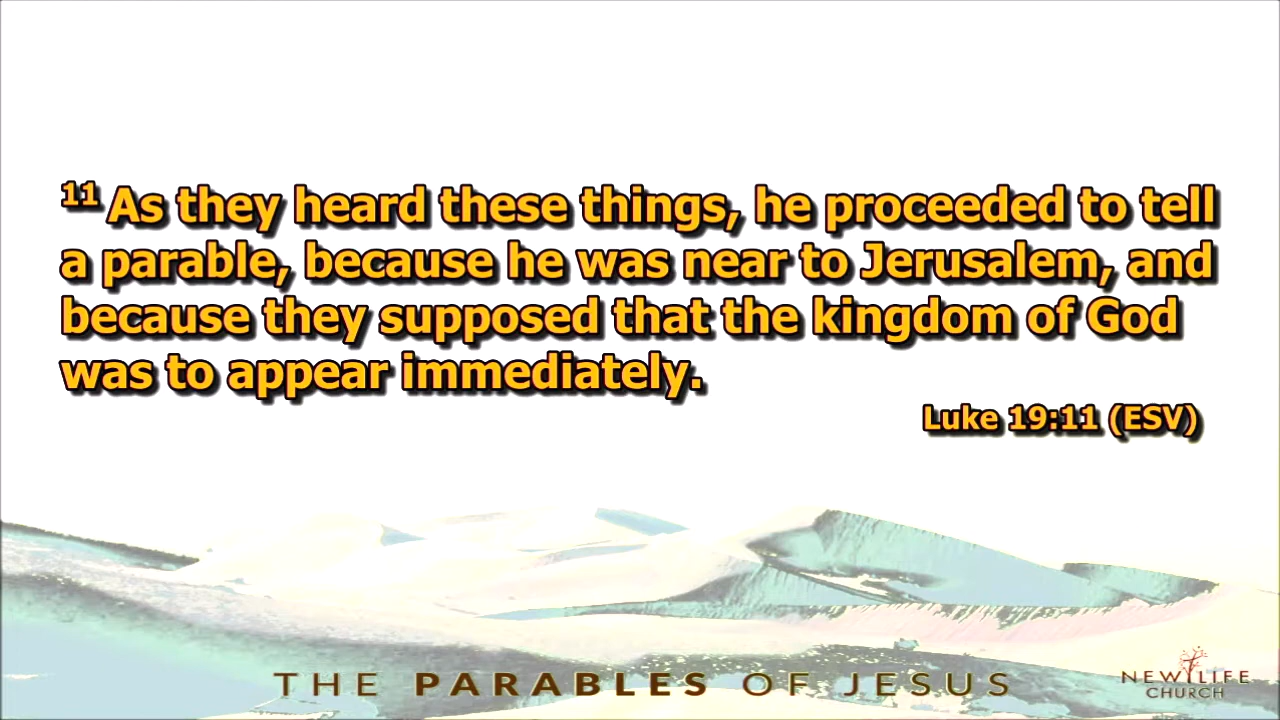 11 As they heard these things, he proceeded to tell
a parable, because he was near to Jerusalem, and
because they supposed that the kingdom of God
was to appear immediately.
Luke 19:11 (ESV)
THE PARABLES OF JESUS
NEW LIFE
CHURCH